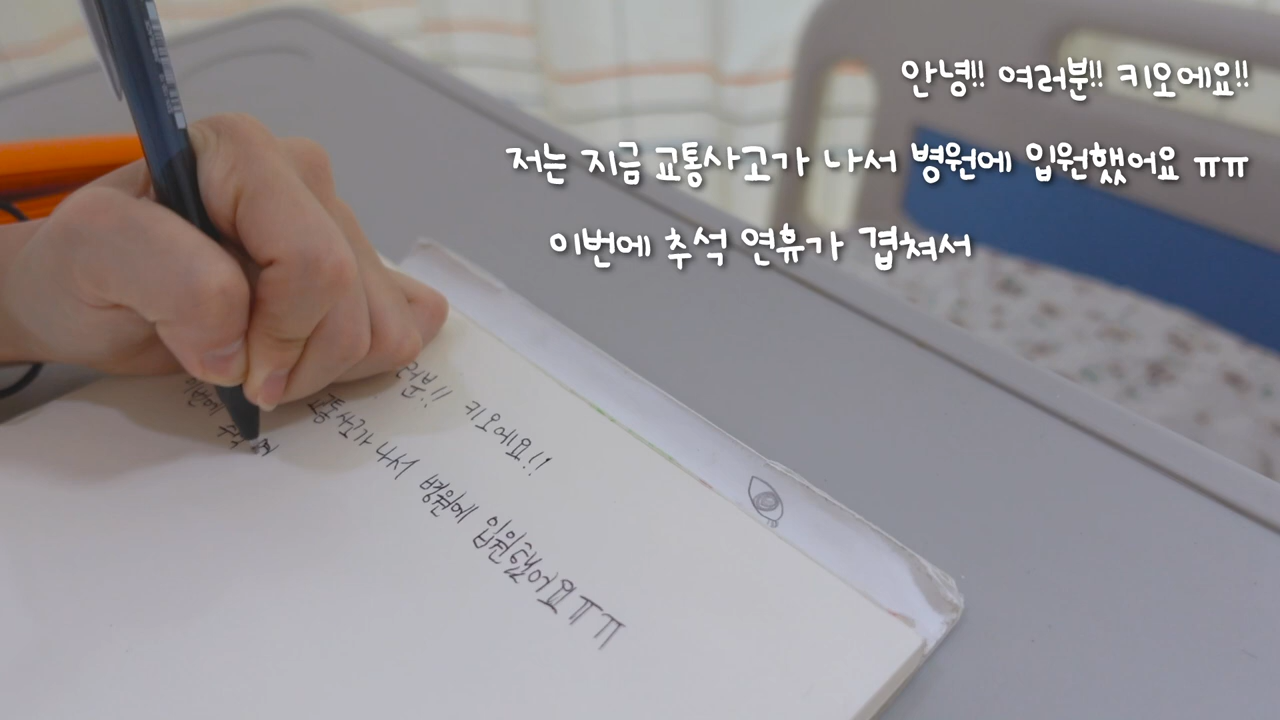 안녕!! 여러분!! 키오에요!!
저는 지금 교통사고가 나서 병원에 입원했어요 ㅠㅠ
이번에 추석 연휴가 겹쳐서
러분!! 키오에요!!
교통사고가 나서 병원에 입원했어요ㅠㅠ
이번에 추석